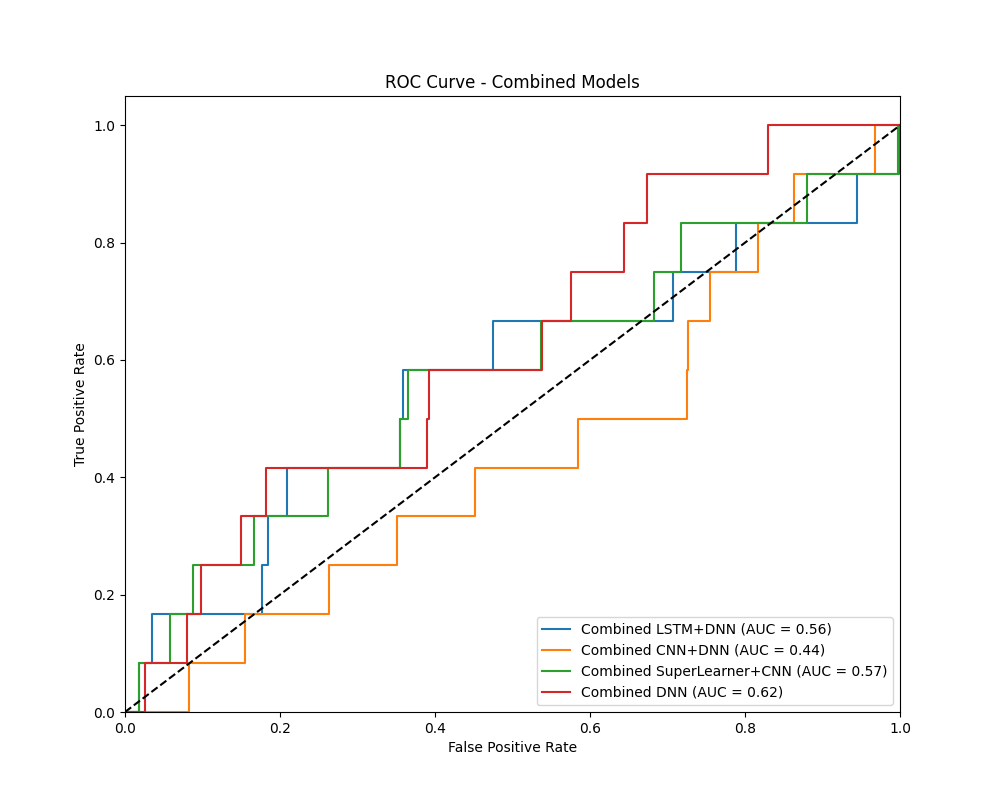 ROC Curve - Combined Models
True Positive Rate
1.0
0.8
0.6
0.4
0.2
0.0
Combined LSTM+DNN (AUC = 0.56)
Combined CNN+DNN (AUC = 0.44)
Combined SuperLearner+CNN (AUC = 0.57)
Combined DNN (AUC = 0.62)
0.0 0.2 0.4 0.6 0.8 1.0
False Positive Rate